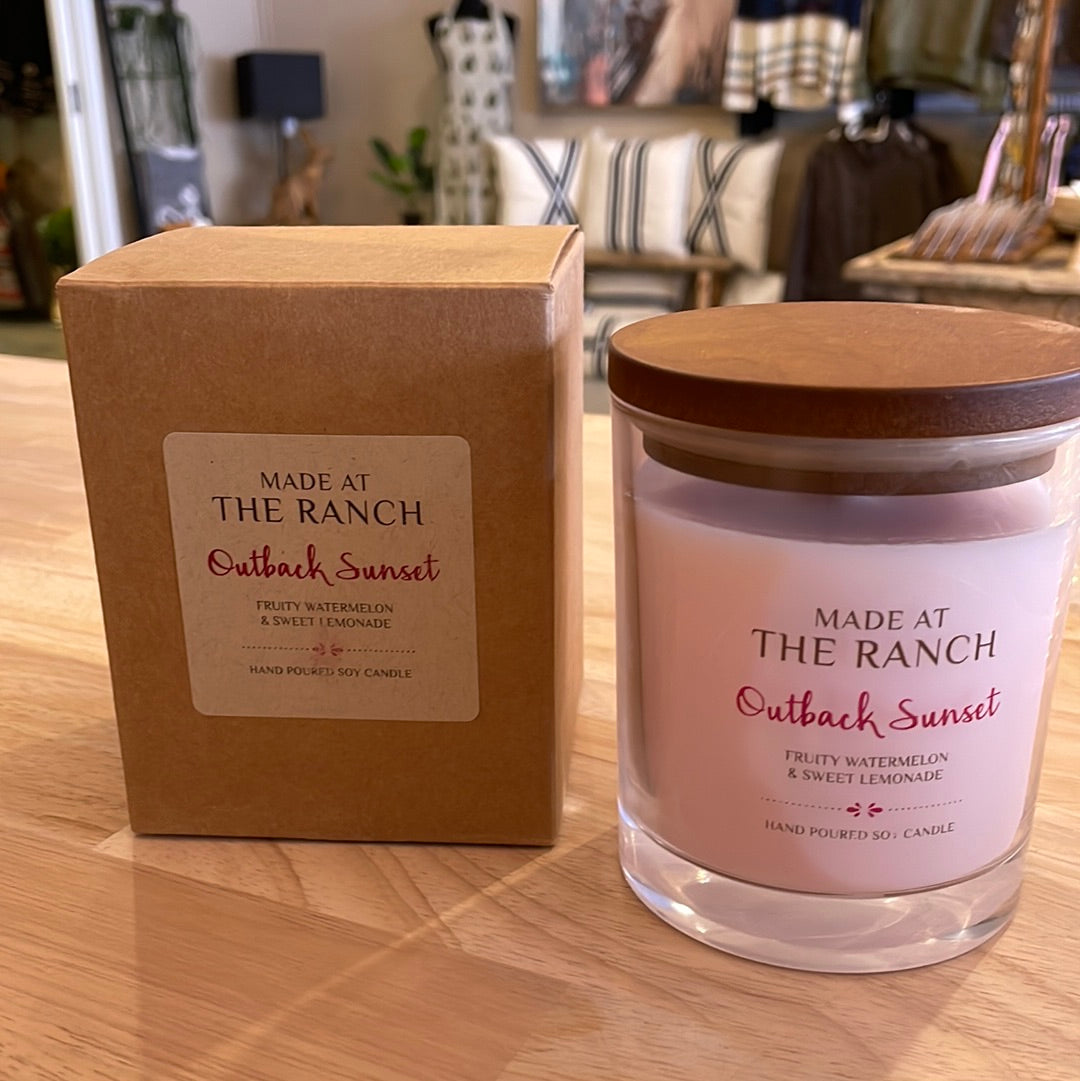 MADE AT
THE RANCH
Outback Sunset
FRUITY WATERMELON
& SWEET LEMONADE
HAND POURED SOY CANDLE
MADE AT
THE RANCH
Outback Sunset
FRUITY WATERMELON
& SWEET LEMONADE
HAND POURED SOY CANDLE